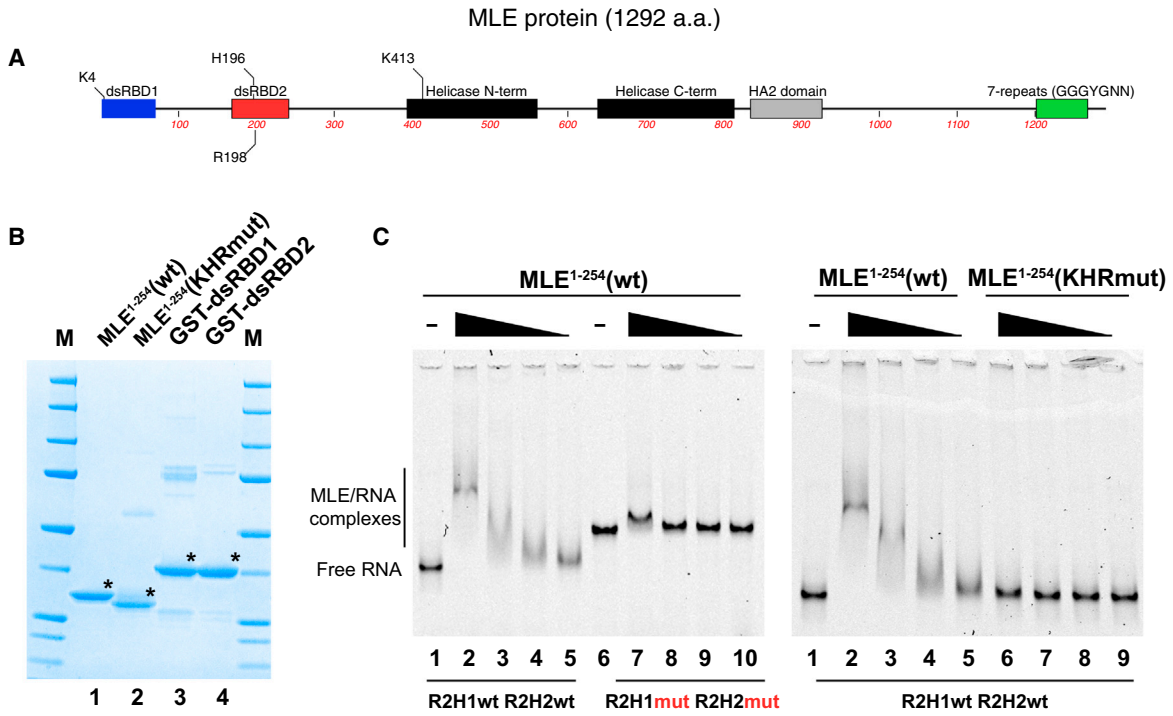 MLE protein (1292 a.a.)
A
K4
dsRBD1
H196
dsRBD2
R198
K413
Helicase N-term
Helicase C-term
HA2 domain
7-repeats (GGGYGNN)
100 200 300 400 500 600 700 800 900 1000 1100 1200
B
M MLE1-254(wt) MLE1-254(KHRmut) GST-dsRBD1 GST-dsRBD2 M
* * * *
1 2 3 4
C
MLE1-254(wt)
– –
MLE/RNA
complexes
Free RNA
1 2 3 4 5 6 7 8 9 10
R2H1wt R2H2wt R2H1mut R2H2mut
MLE1-254(wt) MLE1-254(KHRmut)
–
1 2 3 4 5 6 7 8 9
R2H1wt R2H2wt